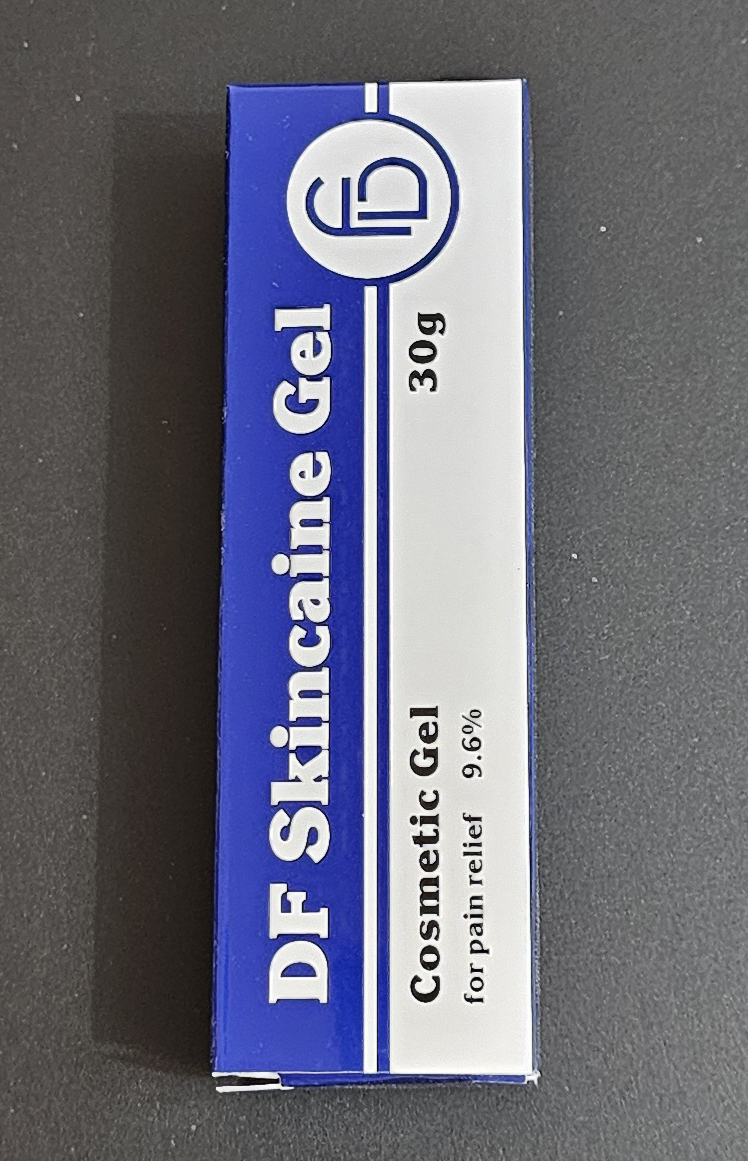 DF Skincaine Gel
Cosmetic Gel 30g
for pain relief 9.6%